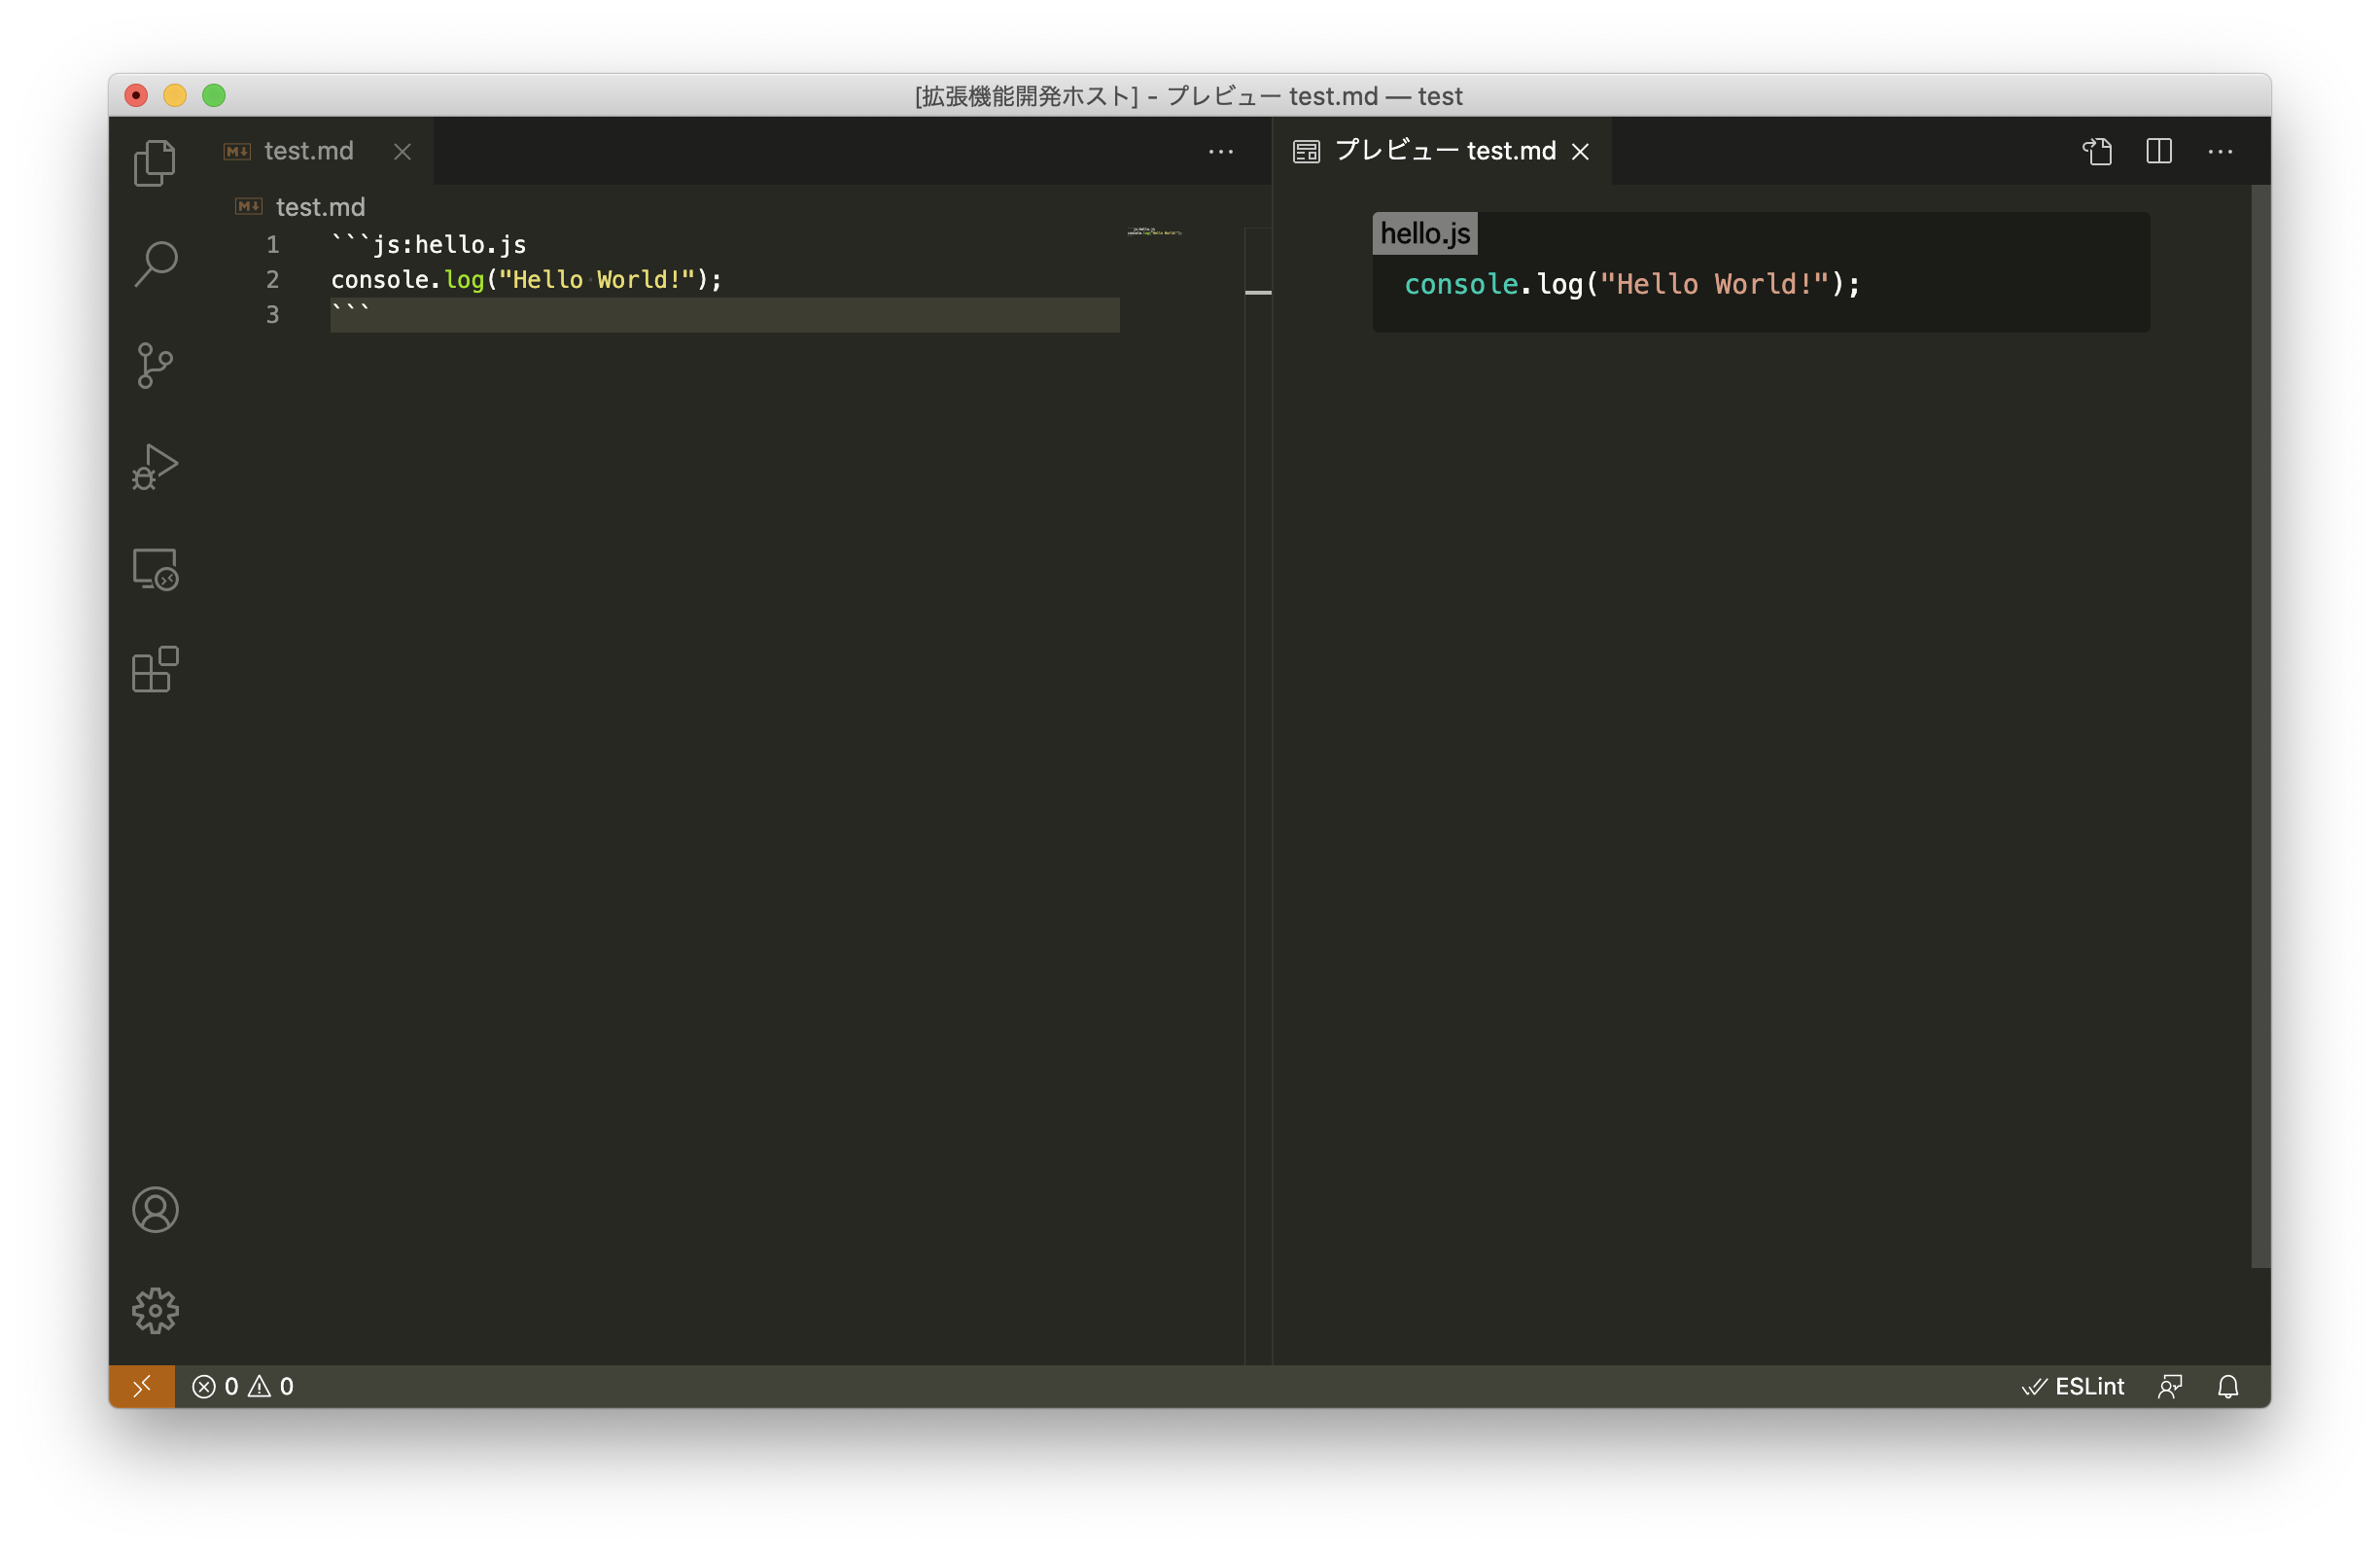 [拡張機能開発ホスト] - プレビュー test.md — test
test.md
プレビュー test.md
test.md
1 ```js:hello.js
2 console.log("Hello World!");
3 ```
hello.js
console.log("Hello World!");
0 0
ESLint